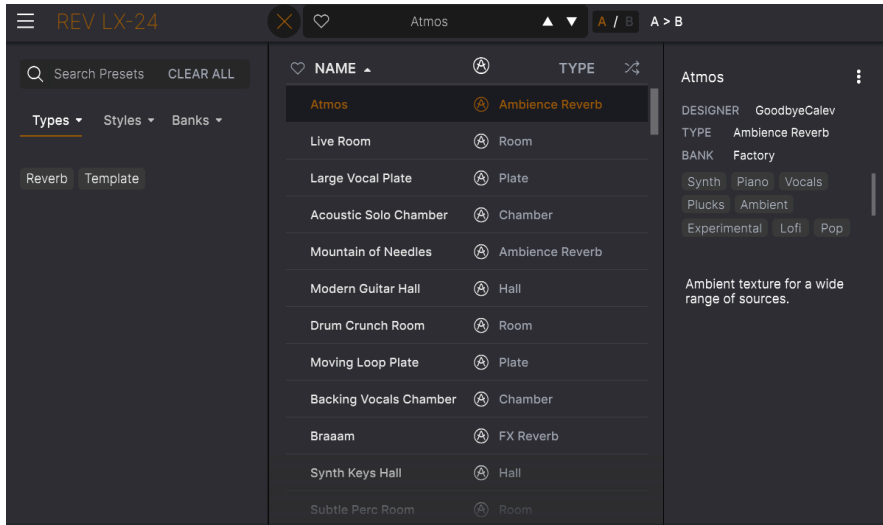 REV LX-24
Atmos
A / B A > B
Search Presets CLEAR ALL
Types Styles Banks
Reverb Template
NAME TYPE
Atmos Ambience Reverb
Live Room Room
Large Vocal Plate Plate
Acoustic Solo Chamber Chamber
Mountain of Needles Ambience Reverb
Modern Guitar Hall Hall
Drum Crunch Room Room
Moving Loop Plate Plate
Backing Vocals Chamber Chamber
Braaam FX Reverb
Synth Keys Hall Hall
Subtle Perc Room Room
Atmos
DESIGNER GoodbyeCalev
TYPE Ambience Reverb
BANK Factory
Synth Piano Vocals
Plucks Ambient
Experimental Lofi Pop
Ambient texture for a wide
range of sources.